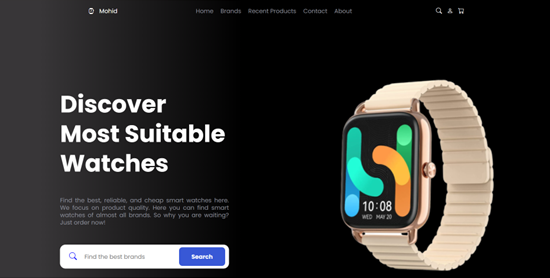 Mohid
Home Brands Recent Products Contact About
Discover
Most Suitable
Watches
Find the best, reliable, and cheap smart watches here.
We focus on product quality. Here you can find smart
watches of almost all brands. So why you are waiting?
Just order now!
Find the best brands
Search
10:08
WED MAY 20